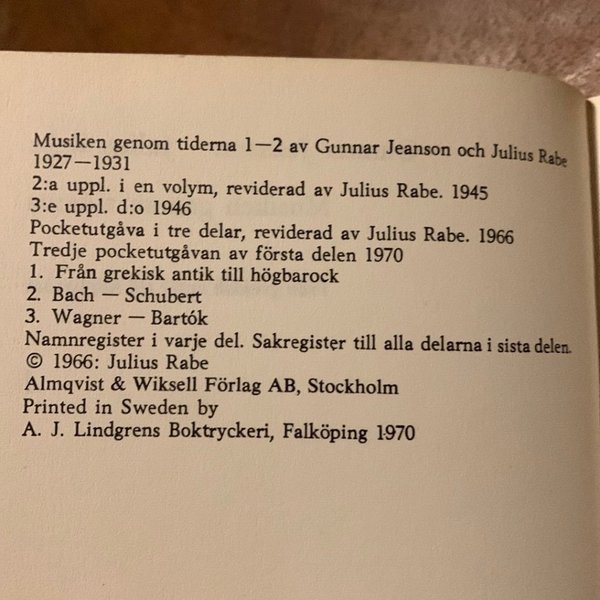 Musiken genom tiderna 1—2 av Gunnar Jeanson och Julius Rabe
1927—1931
2:a uppl. i en volym, reviderad av Julius Rabe. 1945
3:e uppl. d:o 1946
Pocketutgåva i tre delar, reviderad av Julius Rabe. 1966
Tredje pocketutgåvan av första delen 1970
1. Från grekisk antik till högbarock
2. Bach — Schubert
3. Wagner — Bartók
Namnregister i varje del. Sakregister till alla delarna i sista delen.
© 1966: Julius Rabe
Almqvist & Wiksell Förlag AB, Stockholm
Printed in Sweden by
A. J. Lindgrens Boktryckeri, Falköping 1970